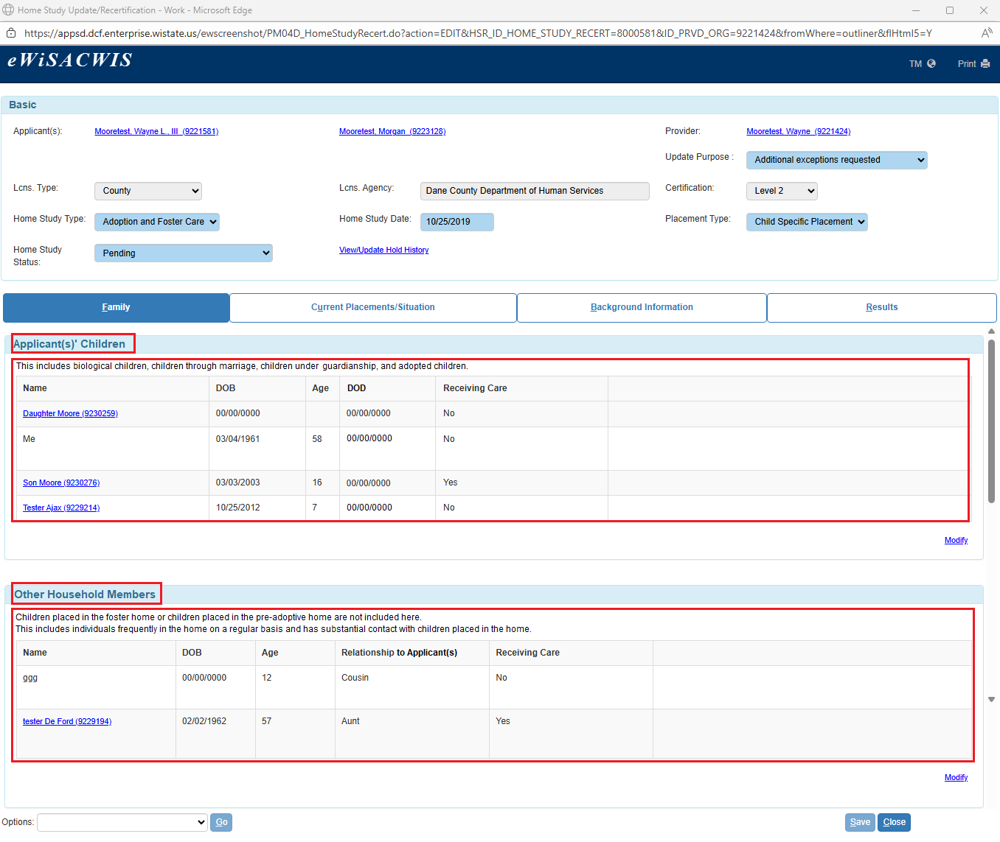 Home Study Update/Recertification - Work - Microsoft Edge
https://appsd.dcf.enterprise.wistate.us/ewscreenshot/PM04D_HomeStudyRecert.do?action=EDIT&HSR_ID_HOME_STUDY_RECERT=8000581&ID_PRVD_ORG=9221424&fromWhere=outliner&flHtml5=Y
eWiSACWIS TM Print
Basic
Applicant(s): Mooretest, Wayne L., III (9221581) Mooretest, Morgan (9223128) Provider: Mooretest, Wayne (9221424)
Update Purpose : Additional exceptions requested
Lcns. Type: County Lcns. Agency: Dane County Department of Human Services Certification: Level 2
Home Study Type: Adoption and Foster Care Home Study Date: 10/25/2019 Placement Type: Child Specific Placement
Home Study Status: Pending View/Update Hold History
Family Current Placements/Situation Background Information Results
Applicant(s)' Children
This includes biological children, children through marriage, children under guardianship, and adopted children.
Name DOB Age DOD Receiving Care
Daughter Moore (9230259) 00/00/0000 00/00/0000 No
Me 03/04/1961 58 00/00/0000 No
Son Moore (9230276) 03/03/2003 16 00/00/0000 Yes
Tester Ajax (9229214) 10/25/2012 7 00/00/0000 No
Modify
Other Household Members
Children placed in the foster home or children placed in the pre-adoptive home are not included here.
This includes individuals frequently in the home on a regular basis and has substantial contact with children placed in the home.
Name DOB Age Relationship to Applicant(s) Receiving Care
ggg 00/00/0000 12 Cousin No
tester De Ford (9229194) 02/02/1962 57 Aunt Yes
Modify
Options: Go Save Close